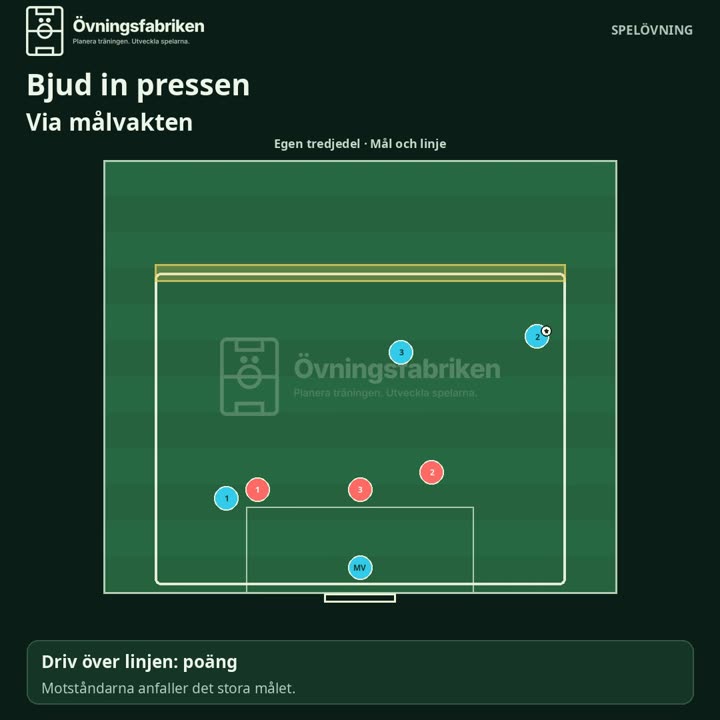 Övningsfabriken
Planera träningen. Utveckla spelarna.
SPELÖVNING
Bjud in pressen
Via målvakten
Egen tredjedel · Mål och linje
2
3
Övningsfabriken
Planera träningen. Utveckla spelarna.
2
1
3
1
MV
Driv över linjen: poäng
Motståndarna anfaller det stora målet.